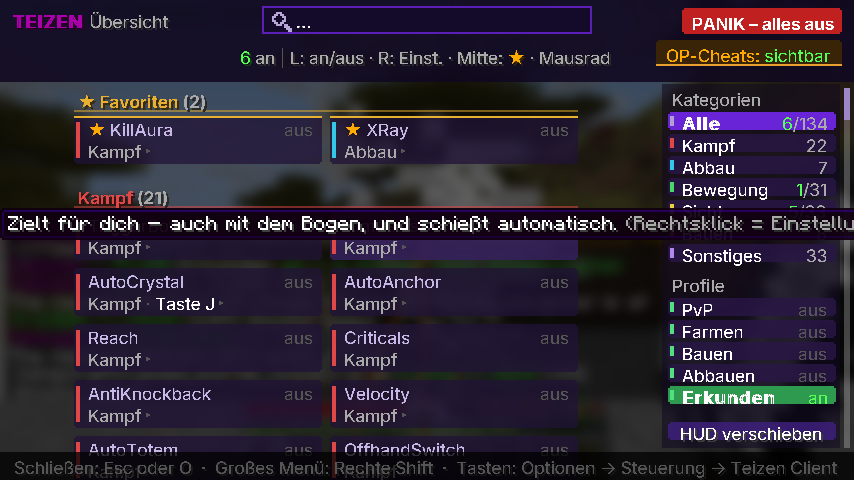 TEIZEN Übersicht
...
PANIK – alles aus
6 an | L: an/aus · R: Einst. · Mitte: ★ · Mausrad
OP-Cheats: sichtbar
★ Favoriten (2)
★ KillAura aus
Kampf
★ XRay aus
Abbau
Kampf (21)
Zielt für dich – auch mit dem Bogen, und schießt automatisch. (Rechtsklick = Einstellu
Kampf
Kampf
AutoCrystal aus
Kampf · Taste J
AutoAnchor aus
Kampf
Reach aus
Kampf
Criticals aus
Kampf
AntiKnockback aus
Kampf
Velocity aus
Kampf
AutoTotem aus
OffhandSwitch aus
Kategorien
Alle 6/134
Kampf 22
Abbau 7
Bewegung 1/31
Sonstiges 33
Profile
PvP aus
Farmen aus
Bauen aus
Abbauen aus
Erkunden an
HUD verschieben
Schließen: Esc oder O · Großes Menü: Rechte Shift · Tasten: Optionen → Steuerung → Teizen Client